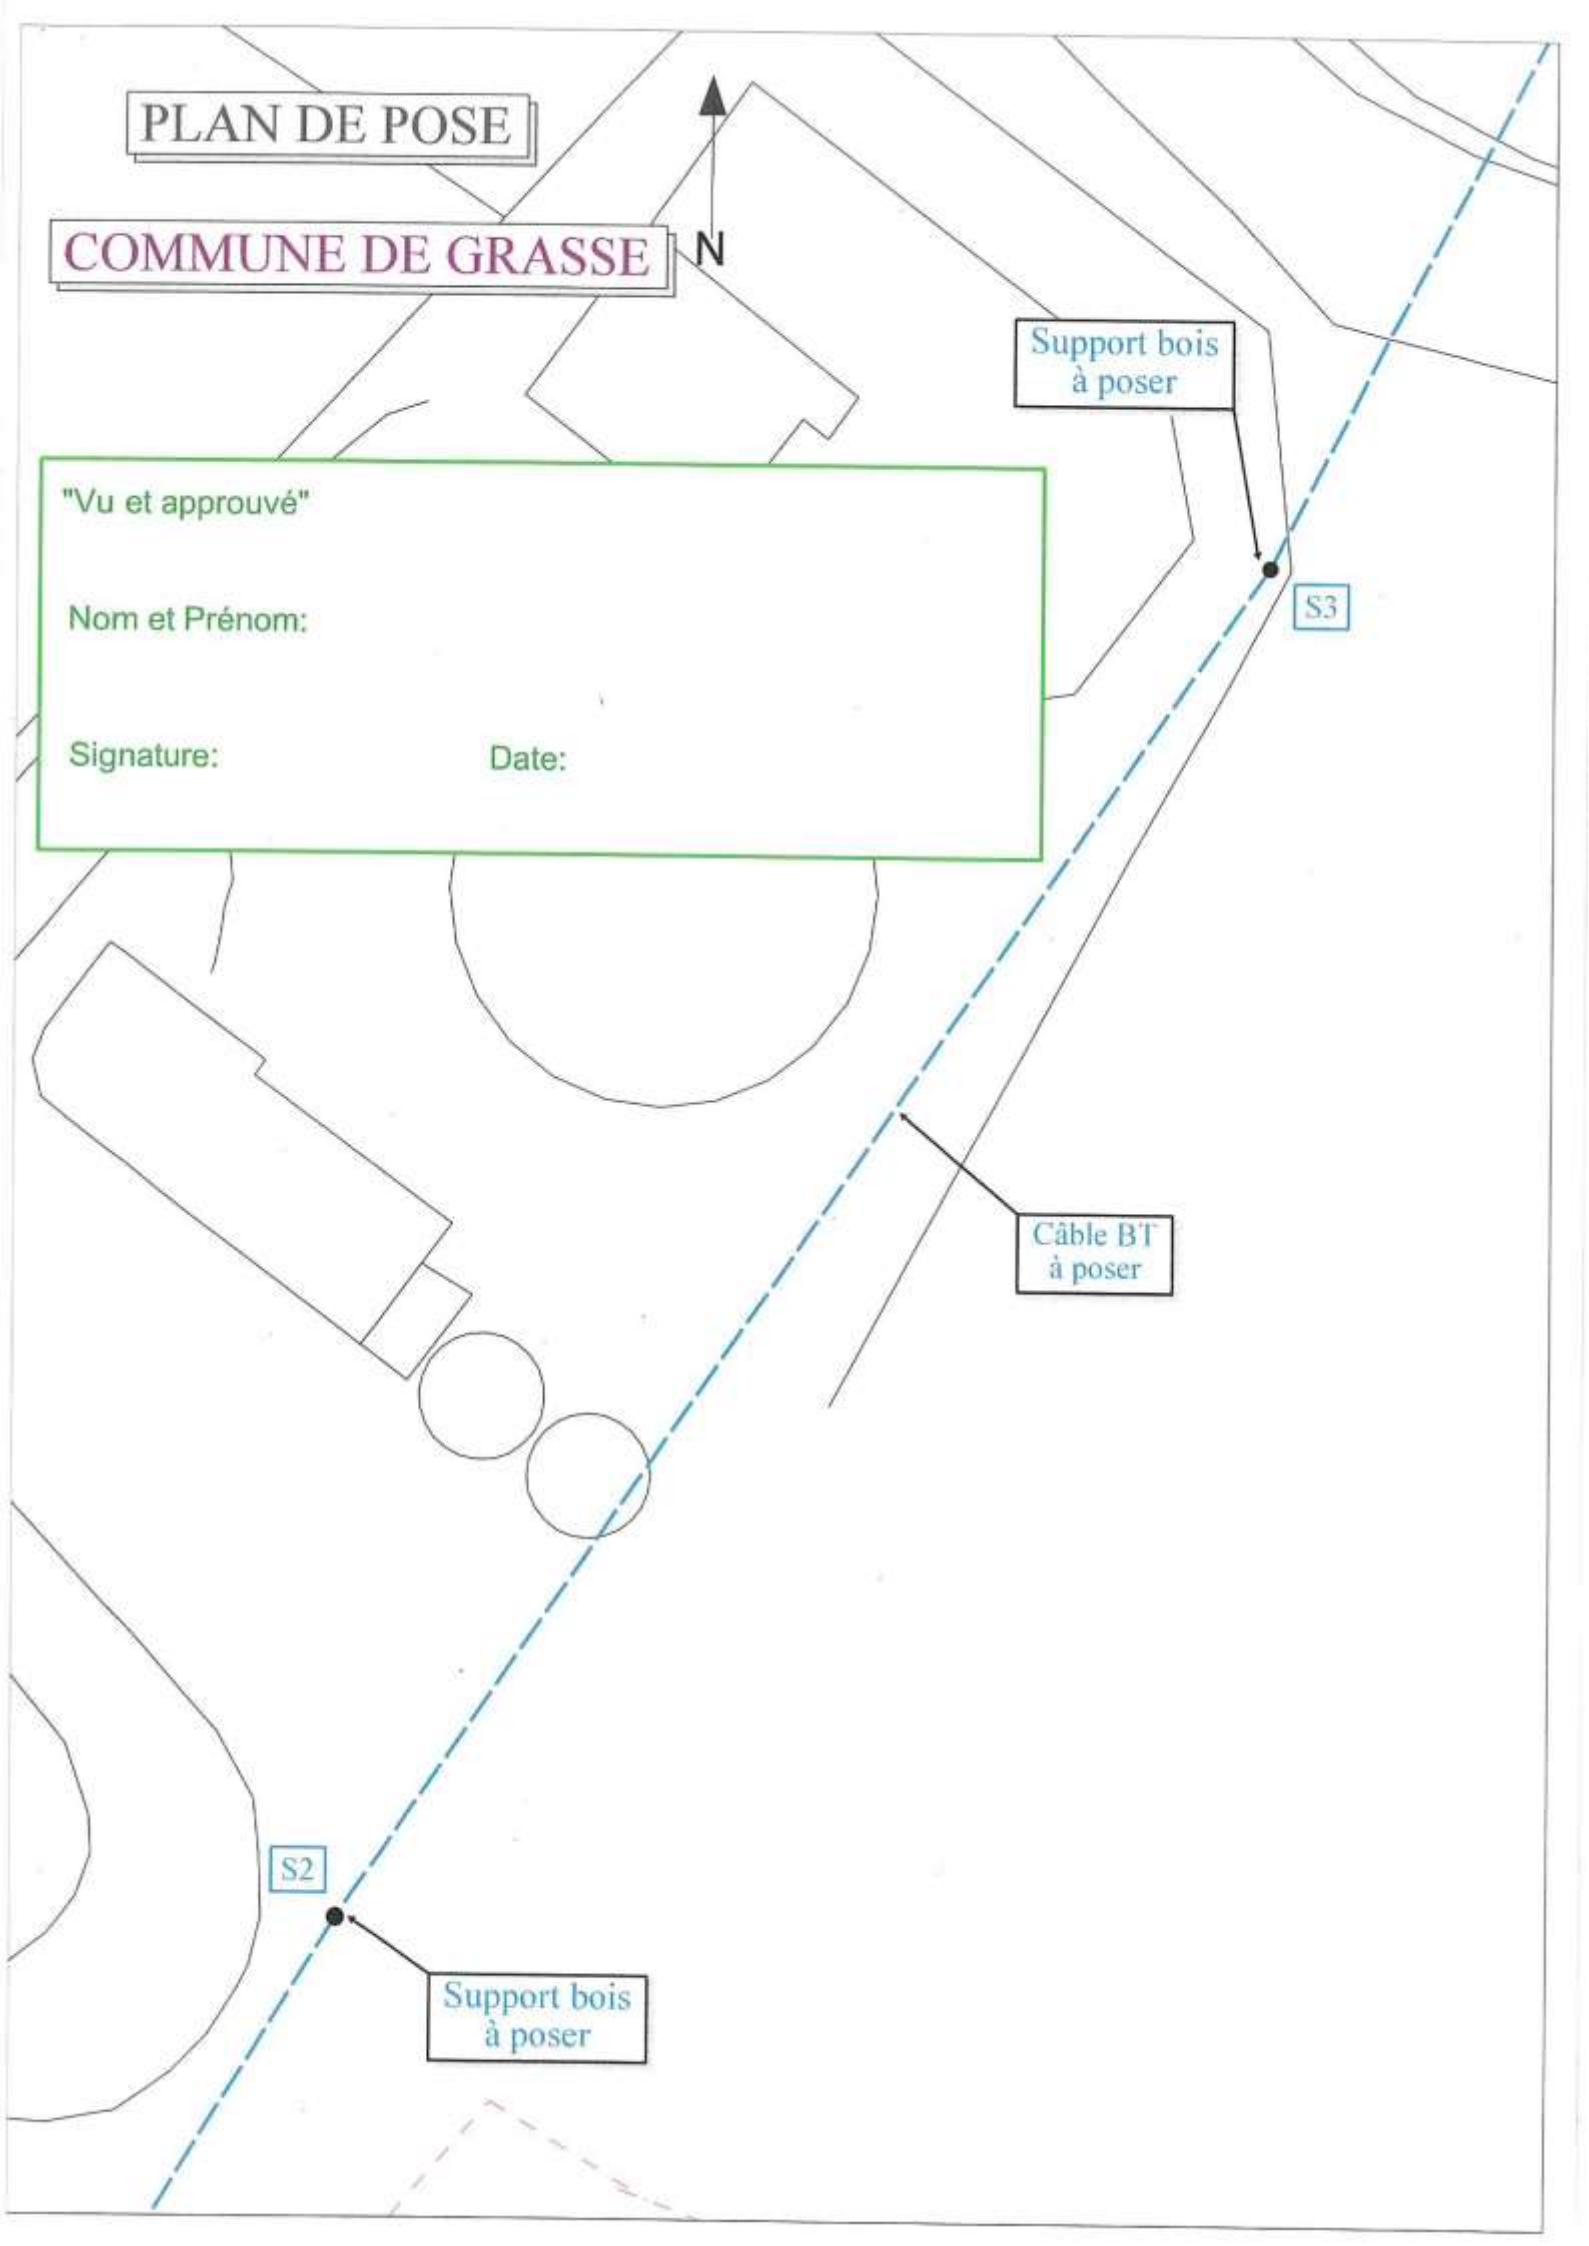 PLAN DE POSE
COMMUNE DE GRASSE
N
Support bois
à poser
"Vu et approuvé"
Nom et Prénom:
S3
Signature:
Date:
Câble BT
à poser
S2
Support bois
à poser